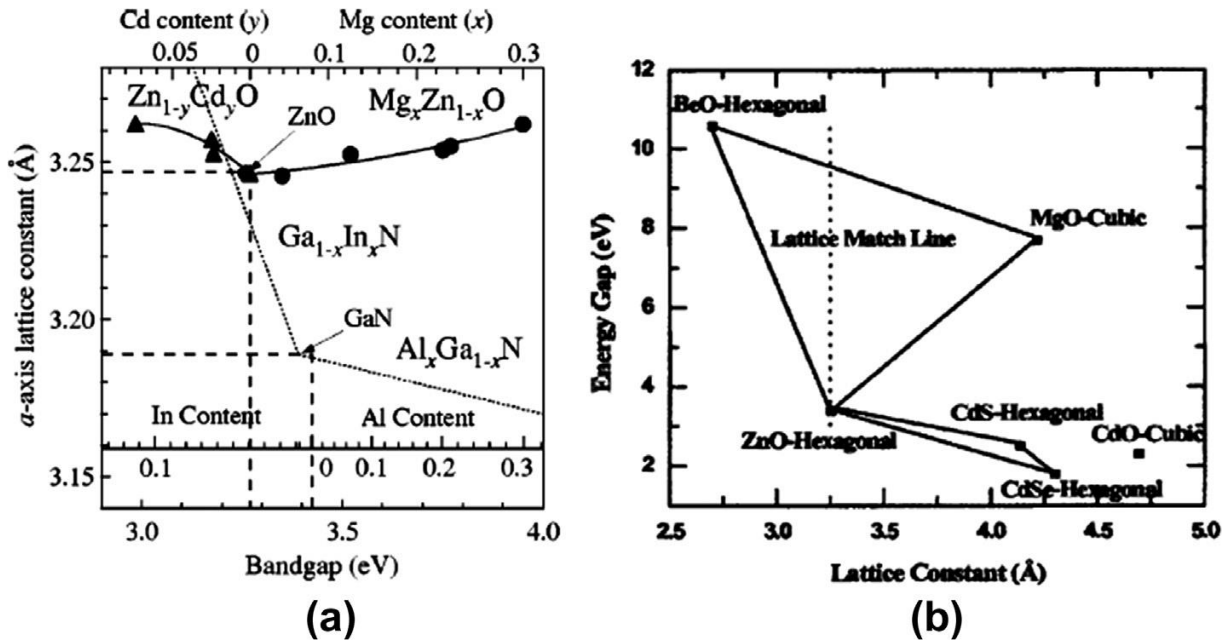 Cd content (y) Mg content (x)
0.05 0 0.1 0.2 0.3
Zn1-yCdyO MgxZn1-xO
ZnO
3.25
Ga1-xInxN
3.20
GaN
AlxGa1-xN
In Content Al Content
0.1 0 0.1 0.2 0.3
3.15
3.0 3.5 4.0
a-axis lattice constant (Å)
Bandgap (eV)
(a)
12
BeO-Hexagonal
10
MgO-Cubic
8
Lattice Match Line
6
4
CdS-Hexagonal
ZnO-Hexagonal CdO-Cubic
2
CdSe-Hexagonal
2.5 3.0 3.5 4.0 4.5 5.0
Energy Gap (eV)
Lattice Constant (Å)
(b)